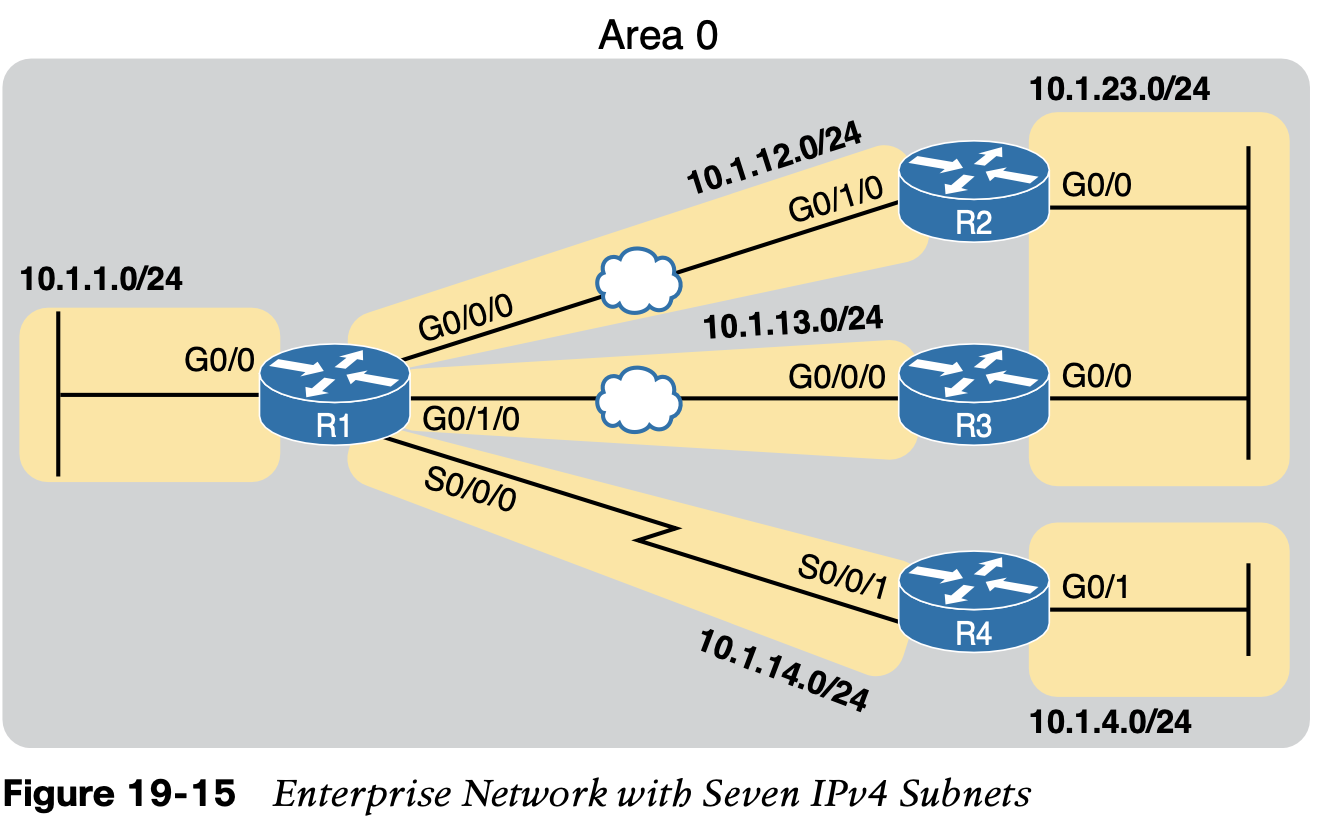 Area 0
10.1.23.0/24
10.1.12.0/24
G0/1/0
G0/0
R2
10.1.1.0/24
G0/0/0
10.1.13.0/24
G0/0
R1
G0/1/0
G0/0/0
R3
G0/0
S0/0/0
S0/0/1
R4
G0/1
10.1.14.0/24
10.1.4.0/24
Figure 19-15 Enterprise Network with Seven IPv4 Subnets